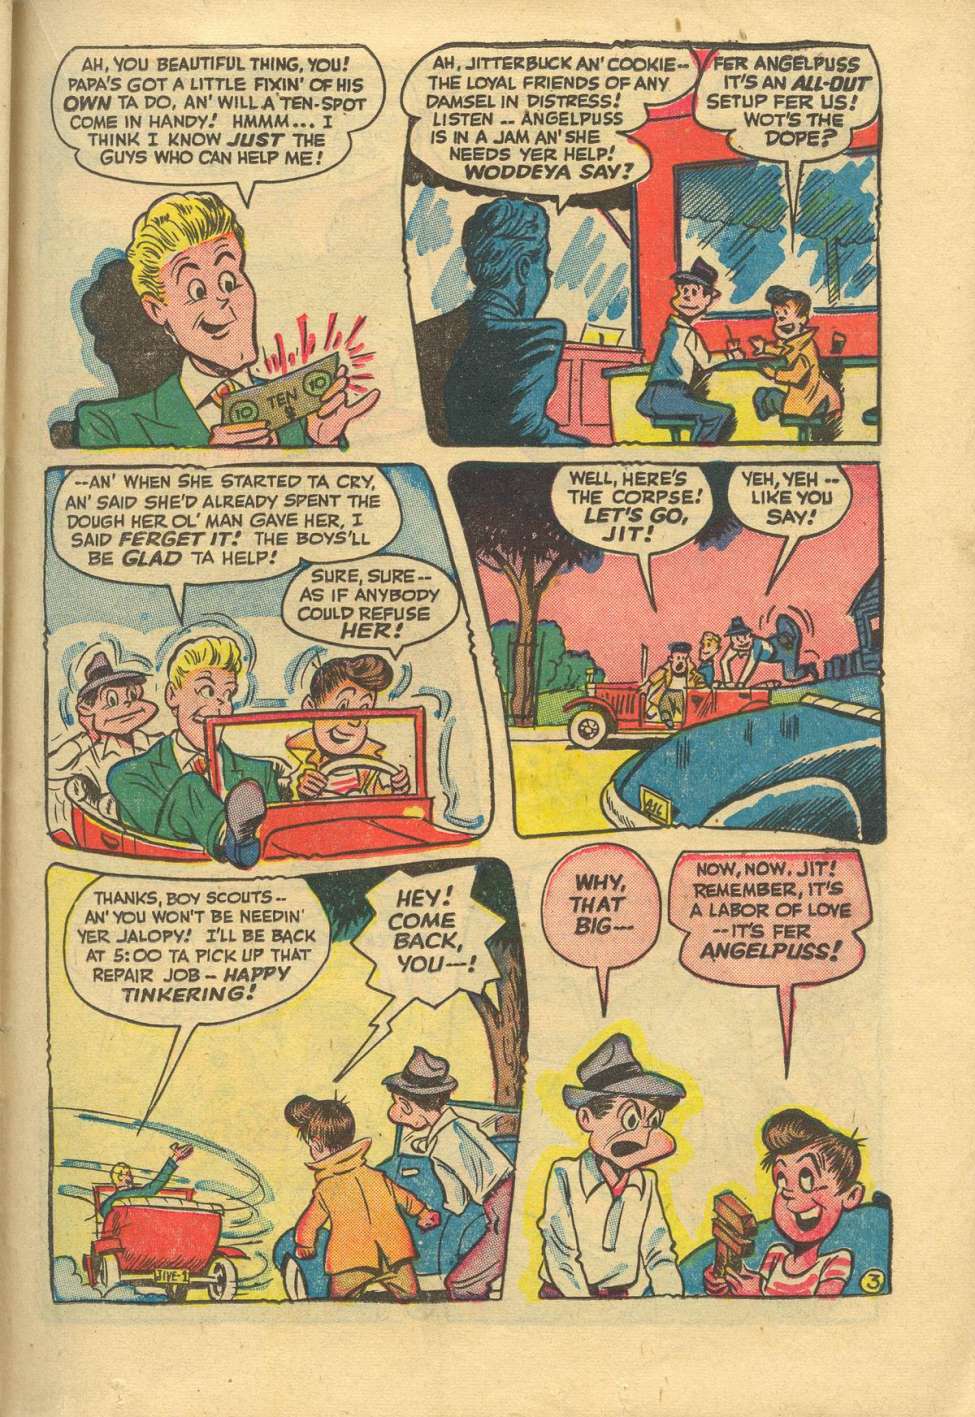 AH, YOU BEAUTIFUL THING, YOU!
PAPA'S GOT A LITTLE FIXIN' OF HIS
OWN TA DO, AN' WILL A TEN-SPOT
COME IN HANDY! HMMM... I
THINK I KNOW JUST THE
GUYS WHO CAN HELP ME!
10
TEN
$
10
AH, JITTERBUCK AN' COOKIE--
THE LOYAL FRIENDS OF ANY
DAMSEL IN DISTRESS!
LISTEN -- ANGELPUSS
IS IN A JAM AN' SHE
NEEDS YER HELP!
WODDEYA SAY?
FER ANGELPUSS
IT'S AN ALL-OUT
SETUP FER US!
WOT'S THE
DOPE?
--AN' WHEN SHE STARTED TA CRY,
AN' SAID SHE'D ALREADY SPENT THE
DOUGH HER OL' MAN GAVE HER, I
SAID FERGET IT! THE BOYS'LL
BE GLAD TA HELP!
SURE, SURE--
AS IF ANYBODY
COULD REFUSE
HER!
WELL, HERE'S
THE CORPSE!
LET'S GO,
JIT!
YEH, YEH --
LIKE YOU
SAY!
THANKS, BOY SCOUTS--
AN' YOU WON'T BE NEEDIN'
YER JALOPY! I'LL BE BACK
AT 5:00 TA PICK UP THAT
REPAIR JOB -- HAPPY
TINKERING!
HEY!
COME
BACK,
YOU--!
JIVE-1
WHY,
THAT
BIG--
NOW, NOW, JIT!
REMEMBER, IT'S
A LABOR OF LOVE
--IT'S FER
ANGELPUSS!
3